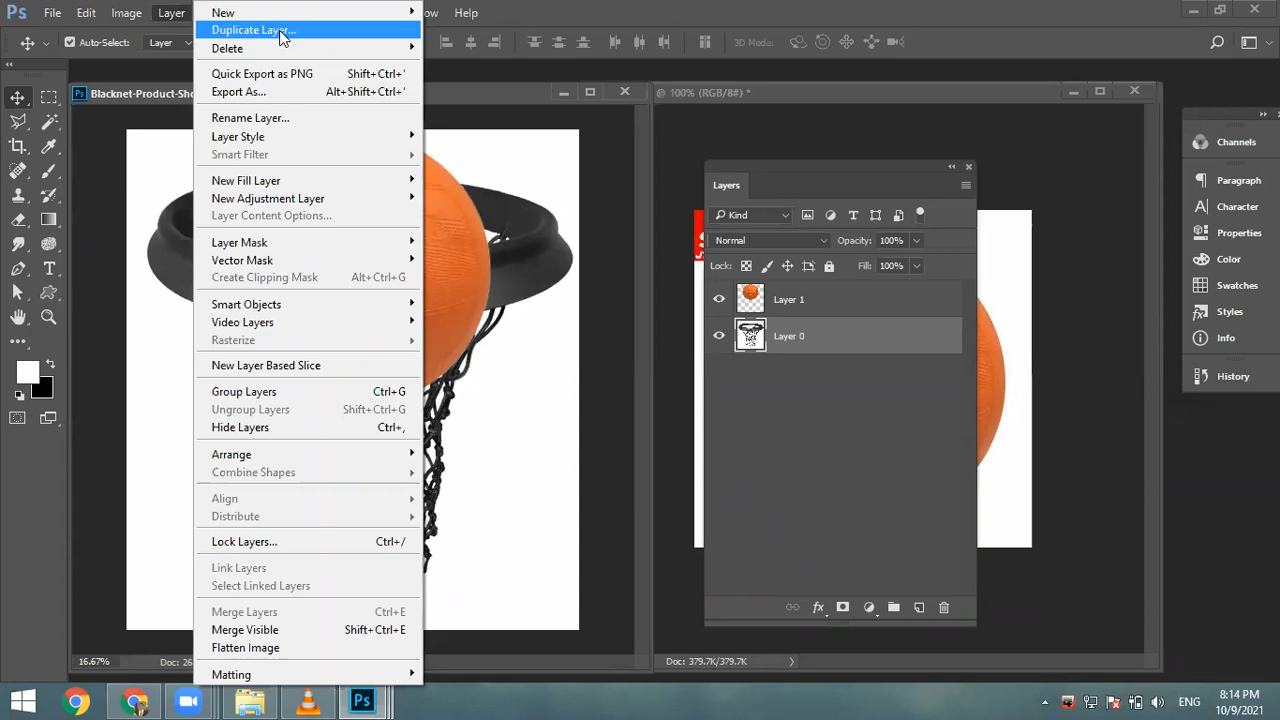 Ps File Edit Image Layer ow Help
Auto-Select: Layer
3D Mode:
New
Duplicate Layer...
Delete
Quick Export as PNG Shift+Ctrl+'
Export As... Alt+Shift+Ctrl+'
Rename Layer...
Layer Style
Smart Filter
New Fill Layer
New Adjustment Layer
Layer Content Options...
Layer Mask
Vector Mask
Create Clipping Mask Alt+Ctrl+G
Smart Objects
Video Layers
Rasterize
New Layer Based Slice
Group Layers Ctrl+G
Ungroup Layers Shift+Ctrl+G
Hide Layers Ctrl+,
Arrange
Combine Shapes
Align
Distribute
Lock Layers... Ctrl+/
Link Layers
Select Linked Layers
Merge Layers Ctrl+E
Merge Visible Shift+Ctrl+E
Flatten Image
Matting
Ps Blacknet-Product-Sho
@ 100% (RGB/8#) *
Layers
Kind
Normal Opacity: 100%
Lock: Fill: 100%
Layer 1
Layer 0
Channels
Paragraph
Character
Properties
Color
Swatches
Styles
Info
History
16.67% Doc: 26
Doc: 379.7K/379.7K
Ps
ENG
8:14 PM
10/9/2021